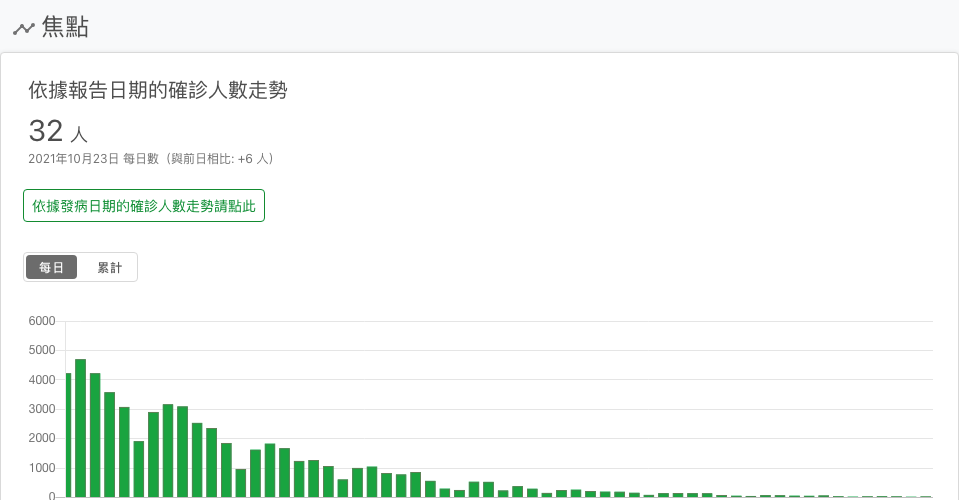 焦點
依據報告日期的確診人數走勢
32 人
2021年10月23日 每日數（與前日相比: +6 人）
依據發病日期的確診人數走勢請點此
每日 累計
6000
5000
4000
3000
2000
1000
0